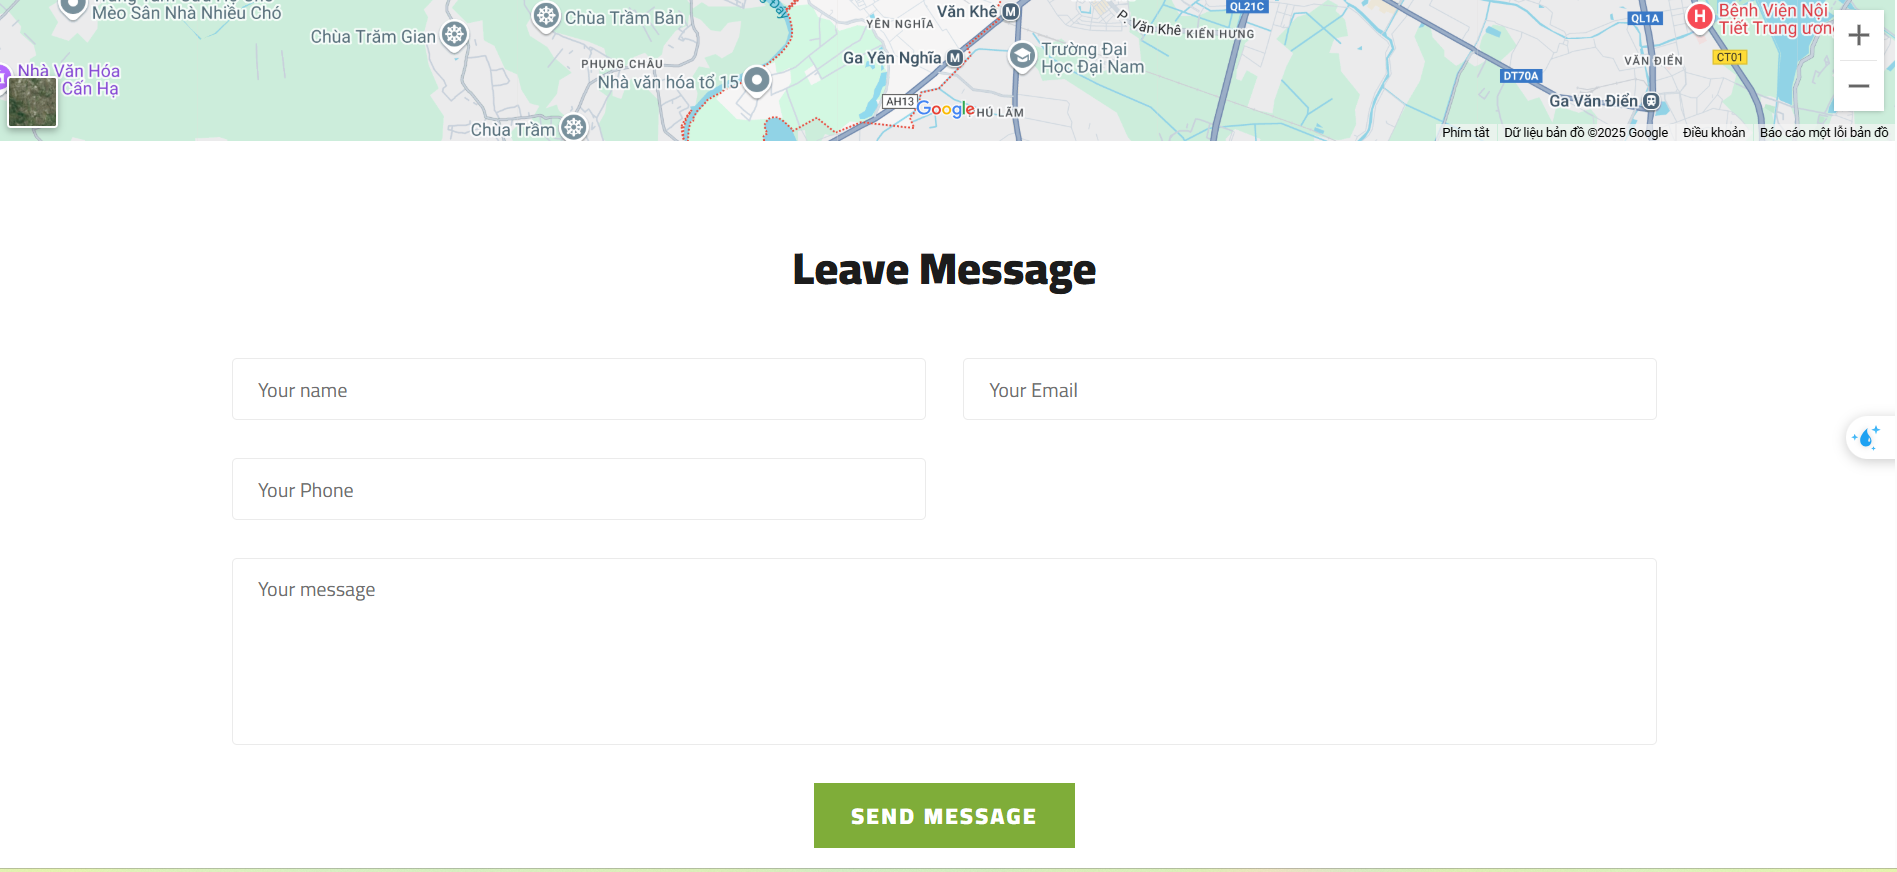 Mèo Sân Nhà Nhiều Chó
Chùa Trầm Bản
Chùa Trăm Gian
Nhà Văn Hóa
Cấn Hạ
PHỤNG CHÂU
Nhà văn hóa tổ 15
Chùa Trầm
YÊN NGHĨA
Văn Khê
Ga Yên Nghĩa
AH13
Google
HÚ LÃM
P. Văn Khê
KIẾN HƯNG
QL21C
Trường Đại
Học Đại Nam
QL1A
Bệnh Viện Nội
Tiết Trung ương
VĂN ĐIỂN
CT01
DT70A
Ga Văn Điển
Phím tắt
Dữ liệu bản đồ ©2025 Google
Điều khoản
Báo cáo một lỗi bản đồ
Leave Message
Your name
Your Email
Your Phone
Your message
SEND MESSAGE